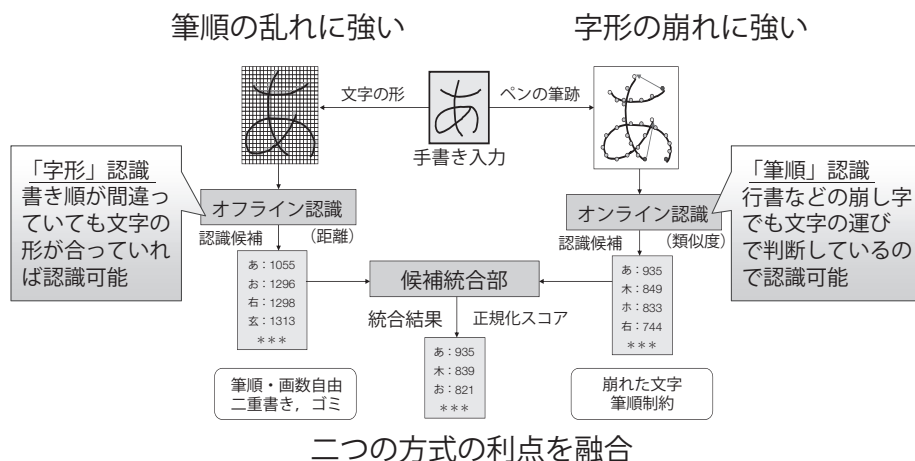 筆順の乱れに強い
字形の崩れに強い
文字の形
ペンの筆跡
あ
手書き入力
「字形」認識
書き順が間違っ
ていても文字の
形が合っていれ
ば認識可能
「筆順」認識
行書などの崩し字
でも文字の運び
で判断しているの
で認識可能
オフライン認識
認識候補
(距離)
オンライン認識
認識候補
(類似度)
あ：1055
お：1296
右：1298
玄：1313
***
候補統合部
あ：935
木：849
ホ：833
右：744
***
統合結果
正規化スコア
あ：935
木：839
お：821
***
筆順・画数自由
二重書き，ゴミ
崩れた文字
筆順制約
二つの方式の利点を融合